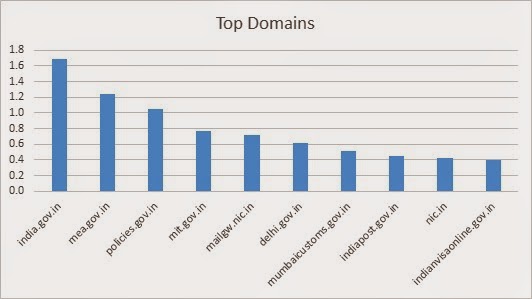 Top Domains
1.8
1.6
1.4
1.2
1.0
0.8
0.6
0.4
0.2
0.0
india.gov.in
mea.gov.in
policies.gov.in
mit.gov.in
mailgw.nic.in
delhi.gov.in
mumbaicustoms.gov.in
indiapost.gov.in
nic.in
indianvisaonline.gov.in